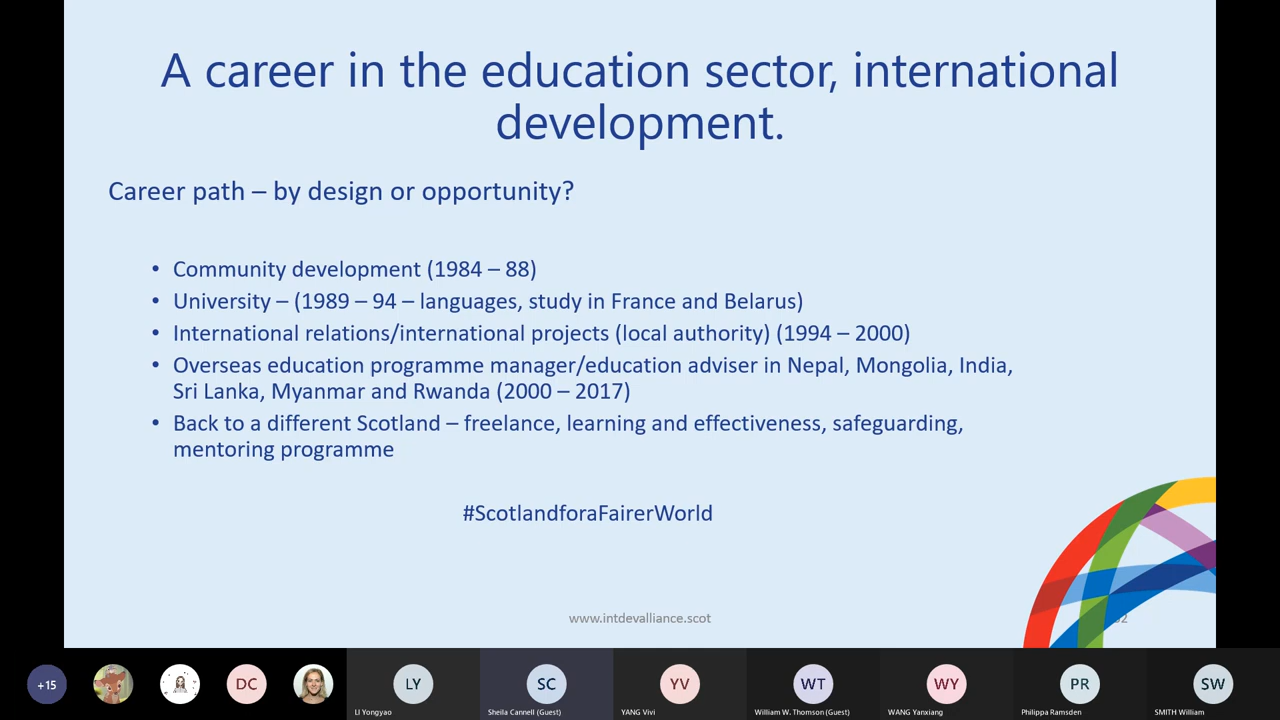 A career in the education sector, international
development.
Career path – by design or opportunity?
• Community development (1984 – 88)
• University – (1989 – 94 – languages, study in France and Belarus)
• International relations/international projects (local authority) (1994 – 2000)
• Overseas education programme manager/education adviser in Nepal, Mongolia, India,
Sri Lanka, Myanmar and Rwanda (2000 – 2017)
• Back to a different Scotland – freelance, learning and effectiveness, safeguarding,
mentoring programme
#ScotlandforaFairerWorld
www.intdevalliance.scot
+15
DC
LY
SC
YV
WT
WY
PR
SW
LI Yongyao
Sheila Cannell (Guest)
YANG Vivi
William W. Thomson (Guest)
WANG Yanxiang
Philippa Ramsden
SMITH William